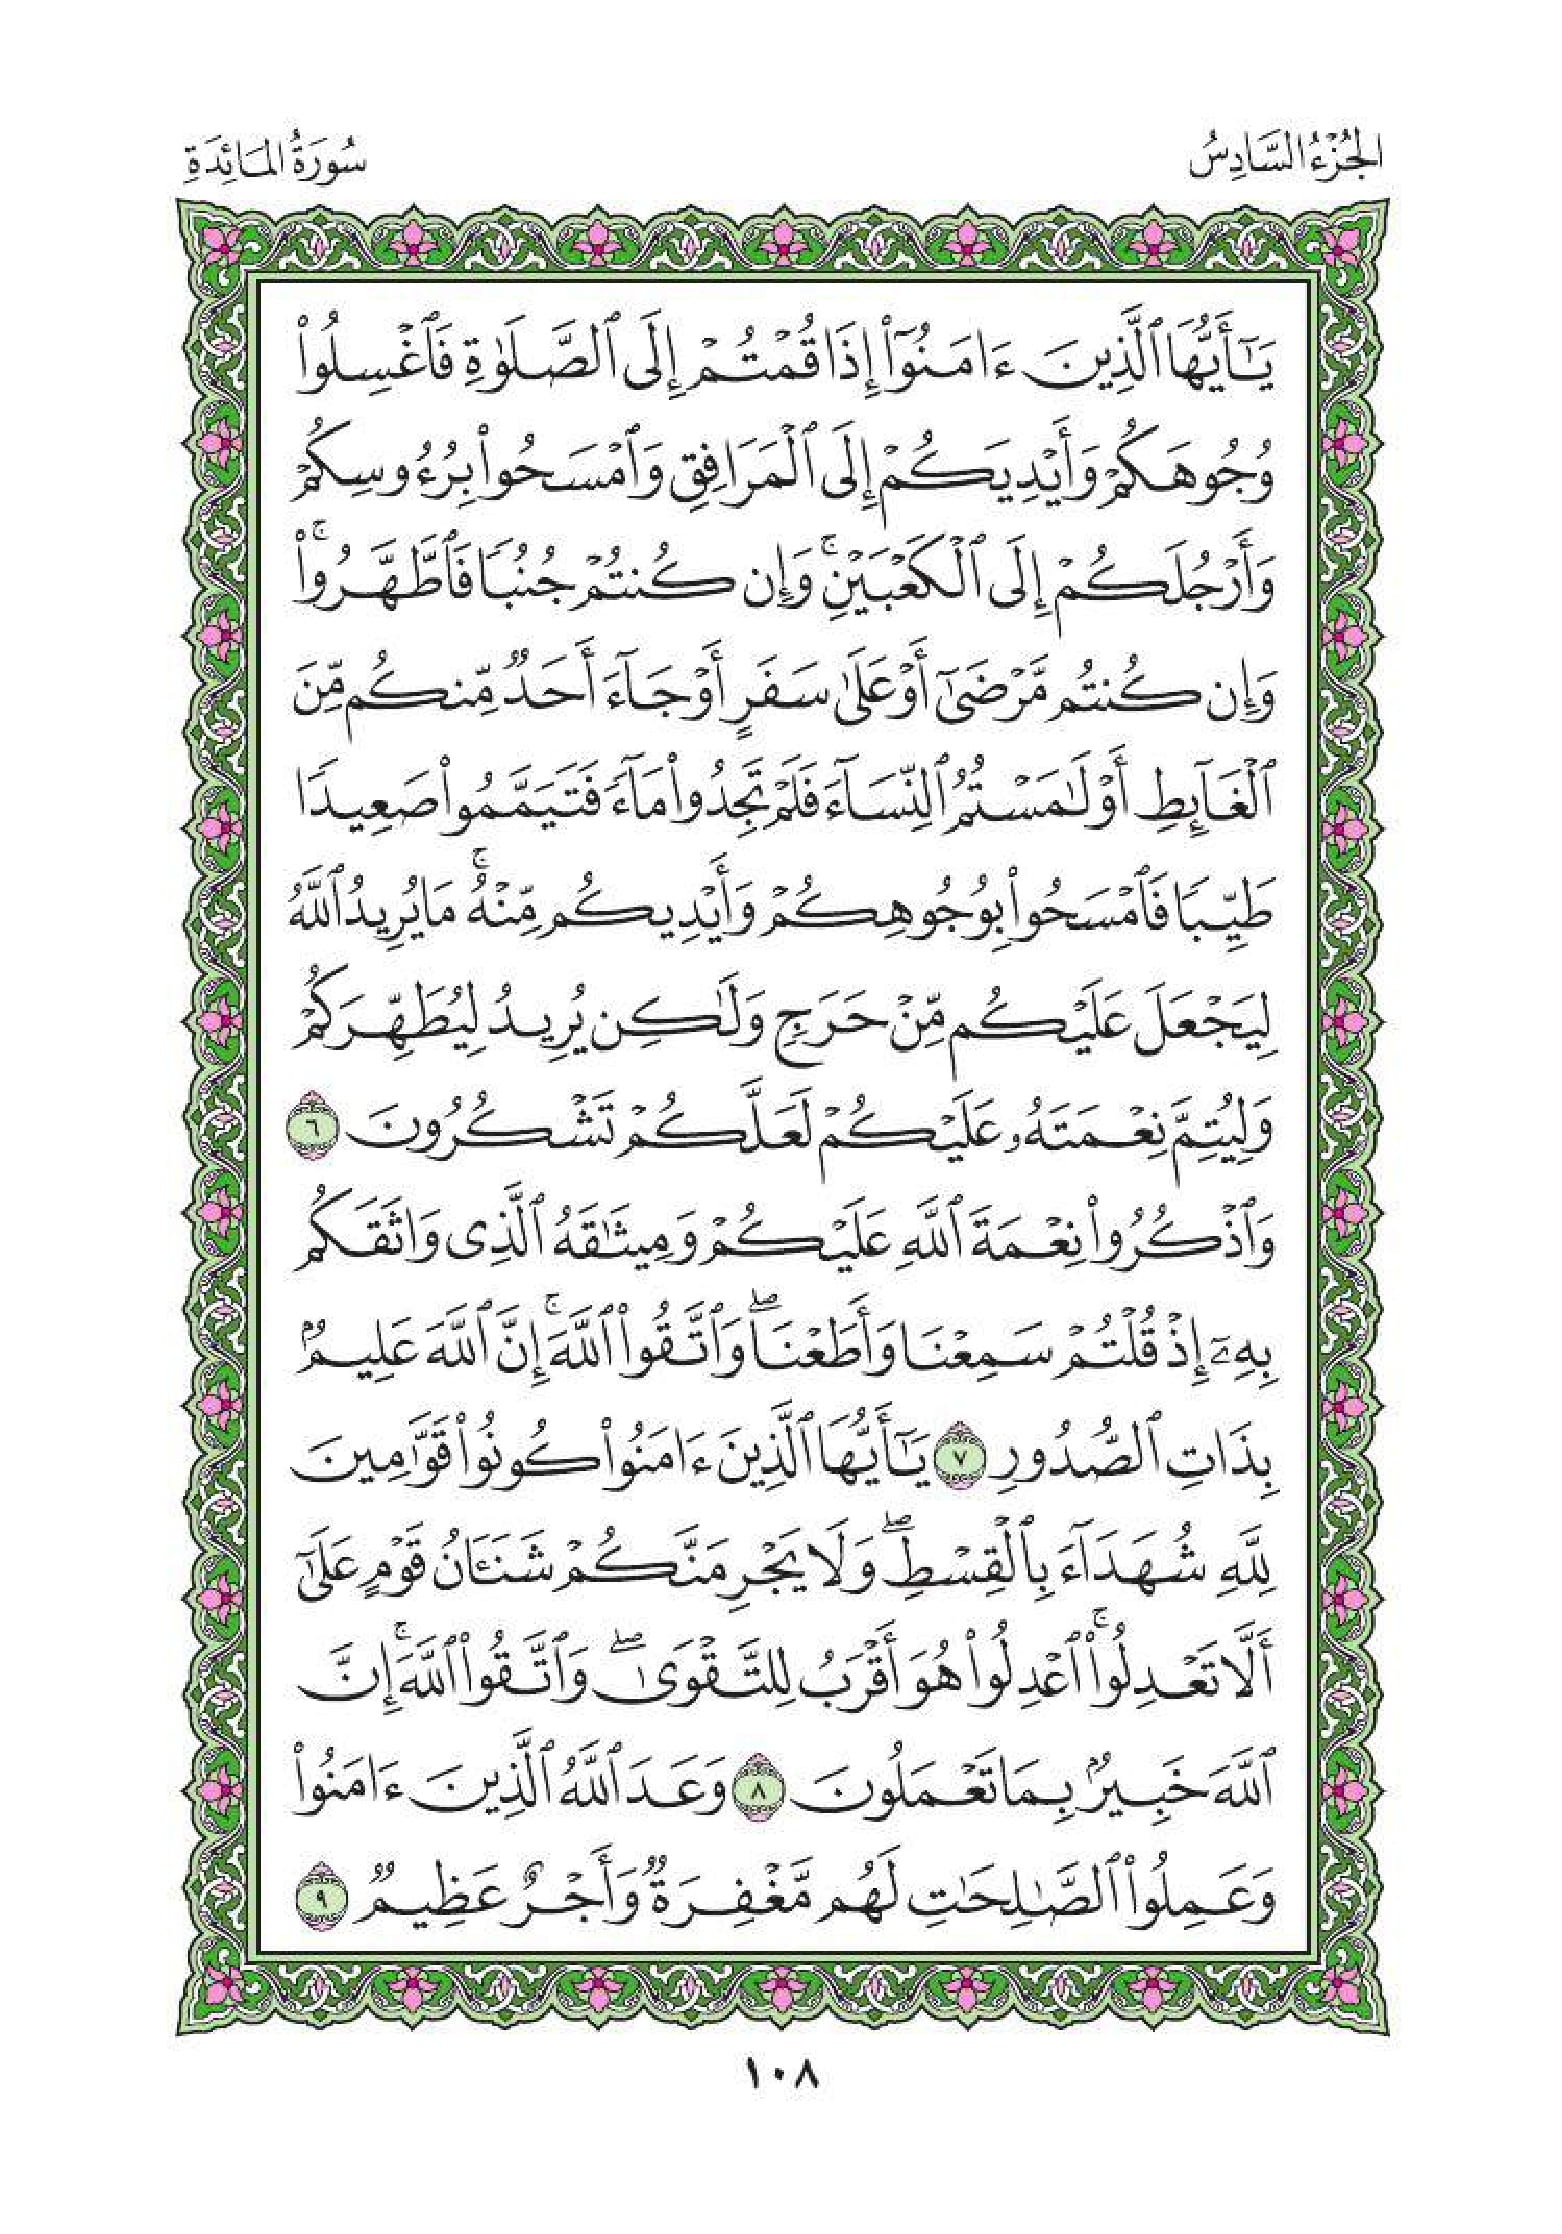 الجُزْءُ السَّادِسُ
سُورَةُ المَائِدَةِ
يَٰٓأَيُّهَا ٱلَّذِينَ ءَامَنُوٓا۟ إِذَا قُمْتُمْ إِلَى ٱلصَّلَوٰةِ فَٱغْسِلُوا۟
وُجُوهَكُمْ وَأَيْدِيَكُمْ إِلَى ٱلْمَرَافِقِ وَٱمْسَحُوا۟ بِرُءُوسِكُمْ
وَأَرْجُلَكُمْ إِلَى ٱلْكَعْبَيْنِ ۚ وَإِن كُنتُمْ جُنُبًا فَٱطَّهَّرُوا۟ ۚ
وَإِن كُنتُم مَّرْضَىٰٓ أَوْ عَلَىٰ سَفَرٍ أَوْ جَآءَ أَحَدٌ مِّنكُم مِّنَ
ٱلْغَآئِطِ أَوْ لَٰمَسْتُمُ ٱلنِّسَآءَ فَلَمْ تَجِدُوا۟ مَآءً فَتَيَمَّمُوا۟ صَعِيدًا
طَيِّبًا فَٱمْسَحُوا۟ بِوُجُوهِكُمْ وَأَيْدِيكُم مِّنْهُ ۚ مَا يُرِيدُ ٱللَّهُ
لِيَجْعَلَ عَلَيْكُم مِّنْ حَرَجٍ وَلَٰكِن يُرِيدُ لِيُطَهِّرَكُمْ
وَلِيُتِمَّ نِعْمَتَهُۥ عَلَيْكُمْ لَعَلَّكُمْ تَشْكُرُونَ ٦
وَٱذْكُرُوا۟ نِعْمَةَ ٱللَّهِ عَلَيْكُمْ وَمِيثَٰقَهُ ٱلَّذِى وَاثَقَكُم
بِهِۦٓ إِذْ قُلْتُمْ سَمِعْنَا وَأَطَعْنَا ۖ وَٱتَّقُوا۟ ٱللَّهَ ۚ إِنَّ ٱللَّهَ عَلِيمٌۢ
بِذَاتِ ٱلصُّدُورِ ٧ يَٰٓأَيُّهَا ٱلَّذِينَ ءَامَنُوا۟ كُونُوا۟ قَوَّٰمِينَ
لِلَّهِ شُهَدَآءَ بِٱلْقِسْطِ ۖ وَلَا يَجْرِمَنَّكُمْ شَنَـَٔانُ قَوْمٍ عَلَىٰٓ
أَلَّا تَعْدِلُوا۟ ۚ ٱعْدِلُوا۟ هُوَ أَقْرَبُ لِلتَّقْوَىٰ ۖ وَٱتَّقُوا۟ ٱللَّهَ ۚ إِنَّ
ٱللَّهَ خَبِيرٌۢ بِمَا تَعْمَلُونَ ٨ وَعَدَ ٱللَّهُ ٱلَّذِينَ ءَامَنُوا۟
وَعَمِلُوا۟ ٱلصَّٰلِحَٰتِ لَهُم مَّغْفِرَةٌ وَأَجْرٌ عَظِيمٌ ٩
١٠٨